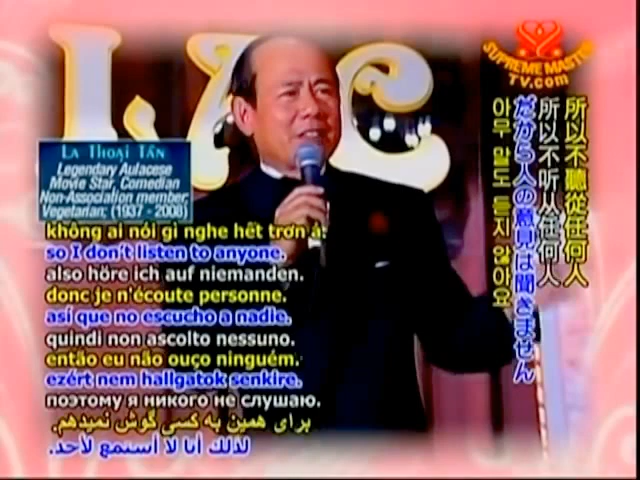 LAC
SUPREME MASTER
TV.com
La Thoại Tân
Legendary Aulacese
Movie Star, Comedian
Non-Association member,
Vegetarian; (1937 - 2008)
không ai nói gì nghe hết trơn á.
so I don't listen to anyone.
also höre ich auf niemanden.
donc je n'écoute personne.
así que no escucho a nadie.
quindi non ascolto nessuno.
então eu não ouço ninguém.
ezért nem hallgatok senkire.
поэтому я никого не слушаю.
برای همین به کسی گوش نمیدهم.
لذلك أنا لا أستمع لأحد.
所以不聽從任何人
所以不听从任何人
だから人の意見は聞きません
아무 말도 듣지 않아요